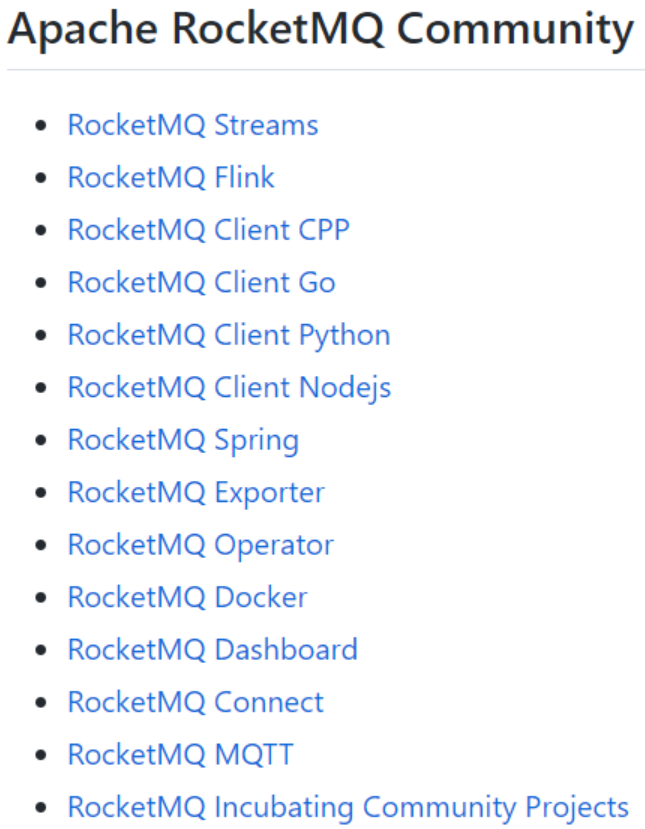 Apache RocketMQ Community
RocketMQ Streams
RocketMQ Flink
RocketMQ Client CPP
RocketMQ Client Go
RocketMQ Client Python
RocketMQ Client Nodejs
RocketMQ Spring
RocketMQ Exporter
RocketMQ Operator
RocketMQ Docker
RocketMQ Dashboard
RocketMQ Connect
RocketMQ MQTT
RocketMQ Incubating Community Projects